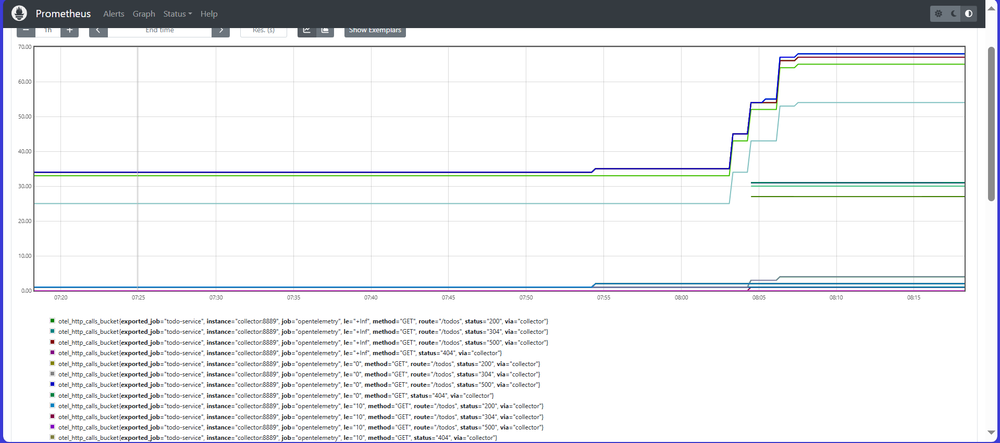 Prometheus Alerts Graph Status Help
− 1h + End time Res. (s) Show Exemplars
70.00
60.00
50.00
40.00
30.00
20.00
10.00
0.00
07:20 07:25 07:30 07:35 07:40 07:45 07:50 07:55 08:00 08:05 08:10 08:15
otel_http_calls_bucket{exported_job="todo-service", instance="collector:8889", job="opentelemetry", le="+Inf", method="GET", route="/todos", status="200", via="collector"}
otel_http_calls_bucket{exported_job="todo-service", instance="collector:8889", job="opentelemetry", le="+Inf", method="GET", route="/todos", status="304", via="collector"}
otel_http_calls_bucket{exported_job="todo-service", instance="collector:8889", job="opentelemetry", le="+Inf", method="GET", route="/todos", status="500", via="collector"}
otel_http_calls_bucket{exported_job="todo-service", instance="collector:8889", job="opentelemetry", le="+Inf", method="GET", status="404", via="collector"}
otel_http_calls_bucket{exported_job="todo-service", instance="collector:8889", job="opentelemetry", le="0", method="GET", route="/todos", status="200", via="collector"}
otel_http_calls_bucket{exported_job="todo-service", instance="collector:8889", job="opentelemetry", le="0", method="GET", route="/todos", status="304", via="collector"}
otel_http_calls_bucket{exported_job="todo-service", instance="collector:8889", job="opentelemetry", le="0", method="GET", route="/todos", status="500", via="collector"}
otel_http_calls_bucket{exported_job="todo-service", instance="collector:8889", job="opentelemetry", le="0", method="GET", status="404", via="collector"}
otel_http_calls_bucket{exported_job="todo-service", instance="collector:8889", job="opentelemetry", le="10", method="GET", route="/todos", status="200", via="collector"}
otel_http_calls_bucket{exported_job="todo-service", instance="collector:8889", job="opentelemetry", le="10", method="GET", route="/todos", status="304", via="collector"}
otel_http_calls_bucket{exported_job="todo-service", instance="collector:8889", job="opentelemetry", le="10", method="GET", route="/todos", status="500", via="collector"}
otel_http_calls_bucket{exported_job="todo-service", instance="collector:8889", job="opentelemetry", le="10", method="GET", status="404", via="collector"}